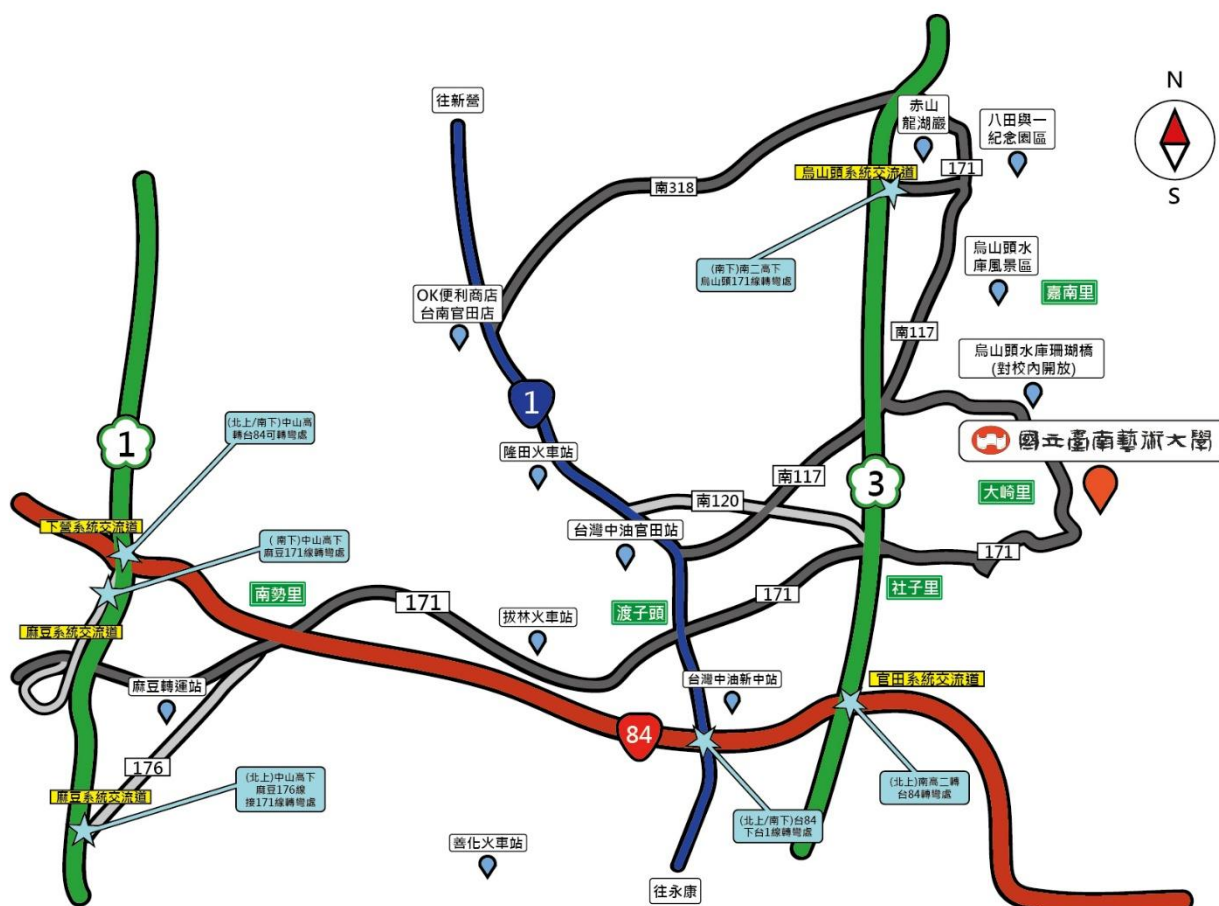 往新營
赤山
龍湖巖
八田與一
紀念園區
N
S
烏山頭系統交流道
171
南318
(南下)南二高下
烏山頭171線轉彎處
烏山頭水
庫風景區
嘉南里
OK便利商店
台南官田店
南117
烏山頭水庫珊瑚橋
(對校內開放)
1
(北上/南下)中山高
轉台84可轉彎處
1
國立臺南藝術大學
隆田火車站
南117
3
大崎里
南120
下營系統交流道
( 南下)中山高下
麻豆171線轉彎處
台灣中油官田站
171
南勢里
171
171
社子里
拔林火車站
渡子頭
麻豆系統交流道
麻豆轉運站
台灣中油新中站
官田系統交流道
84
176
(北上)中山高下
麻豆176線
接171線轉彎處
麻豆系統交流道
(北上)南高二轉
台84轉彎處
(北上/南下)台84
下台1線轉彎處
善化火車站
往永康